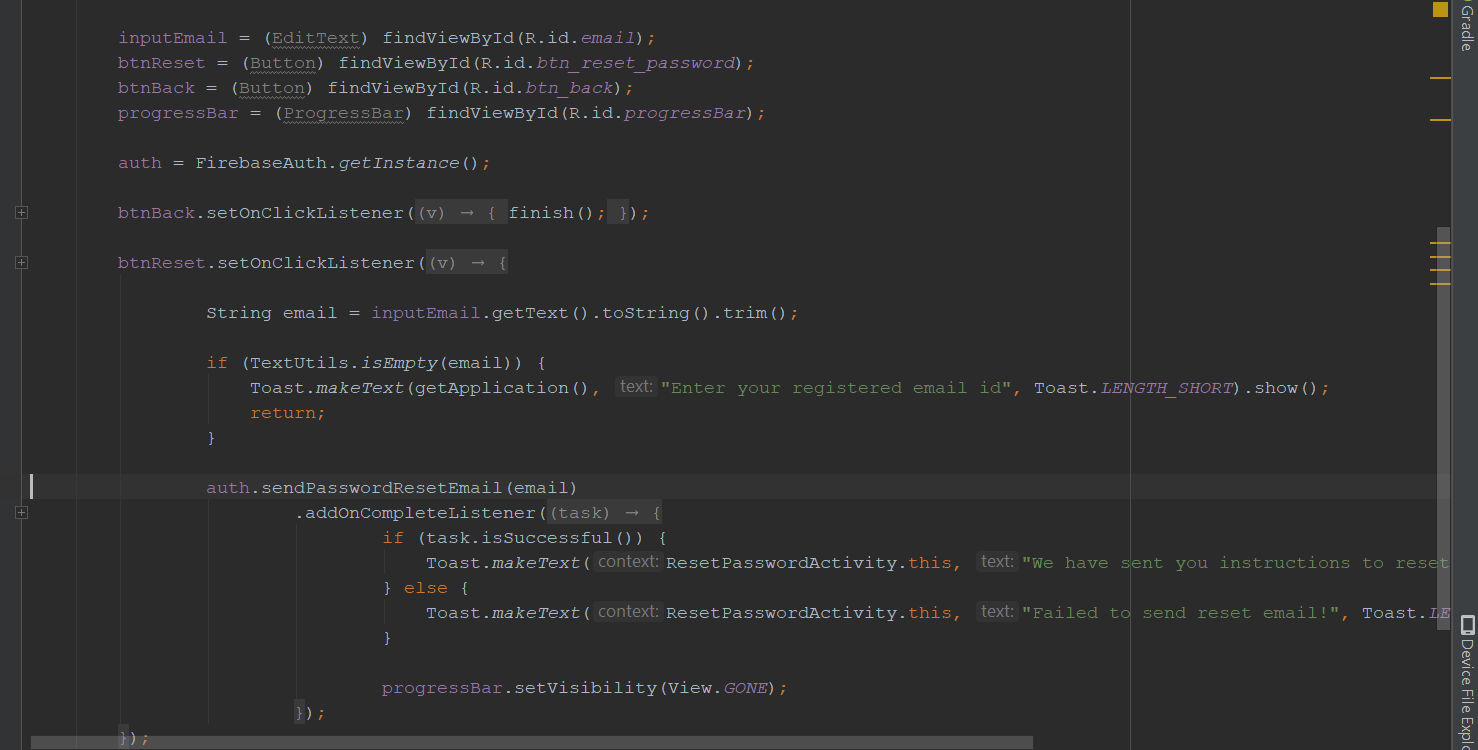 inputEmail = (EditText) findViewById(R.id.email);
btnReset = (Button) findViewById(R.id.btn_reset_password);
btnBack = (Button) findViewById(R.id.btn_back);
progressBar = (ProgressBar) findViewById(R.id.progressBar);
auth = FirebaseAuth.getInstance();
btnBack.setOnClickListener((v) → { finish(); });
btnReset.setOnClickListener((v) → {
String email = inputEmail.getText().toString().trim();
if (TextUtils.isEmpty(email)) {
Toast.makeText(getApplication(), text: "Enter your registered email id", Toast.LENGTH_SHORT).show();
return;
}
auth.sendPasswordResetEmail(email)
.addOnCompleteListener((task) → {
if (task.isSuccessful()) {
Toast.makeText( context: ResetPasswordActivity.this, text: "We have sent you instructions to reset
} else {
Toast.makeText( context: ResetPasswordActivity.this, text: "Failed to send reset email!", Toast.LE
}
progressBar.setVisibility(View.GONE);
});
});
Gradle
Device File Explo